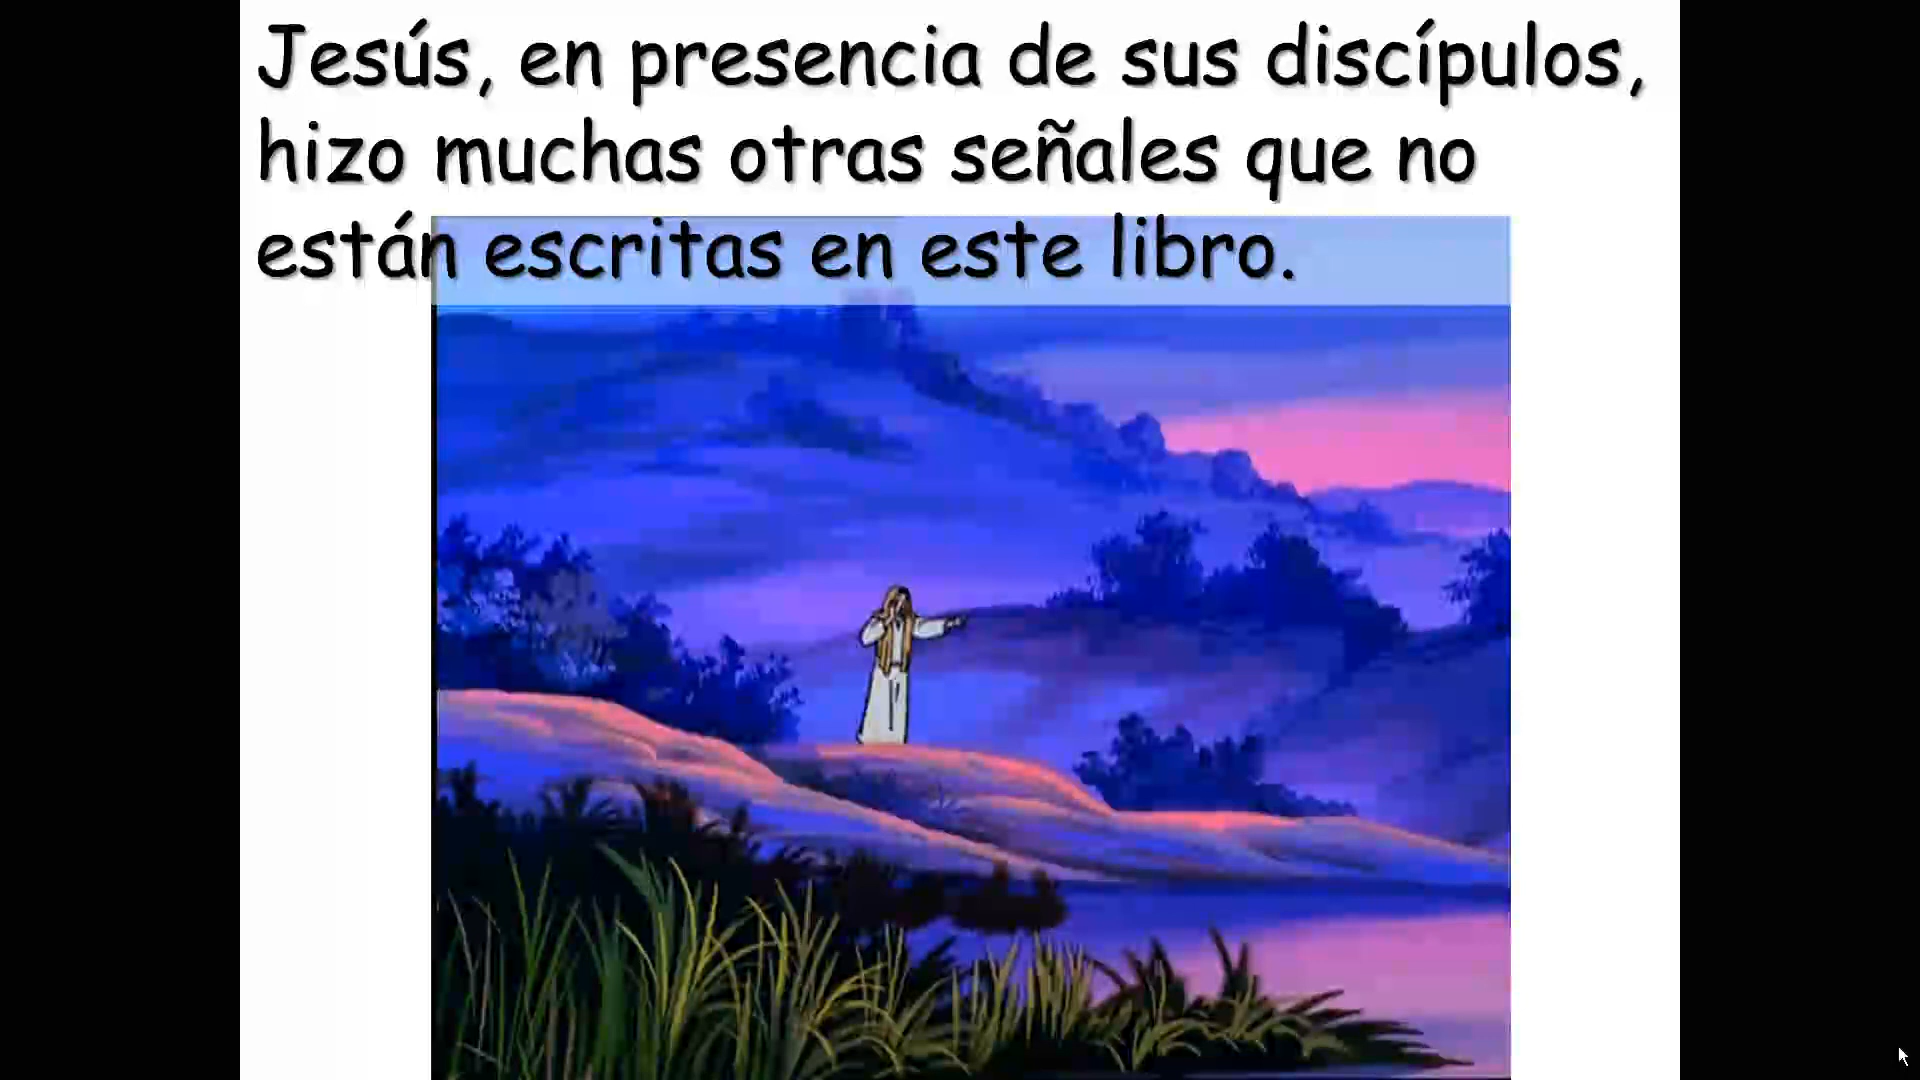 Jesús, en presencia de sus discípulos,
hizo muchas otras señales que no
están escritas en este libro.